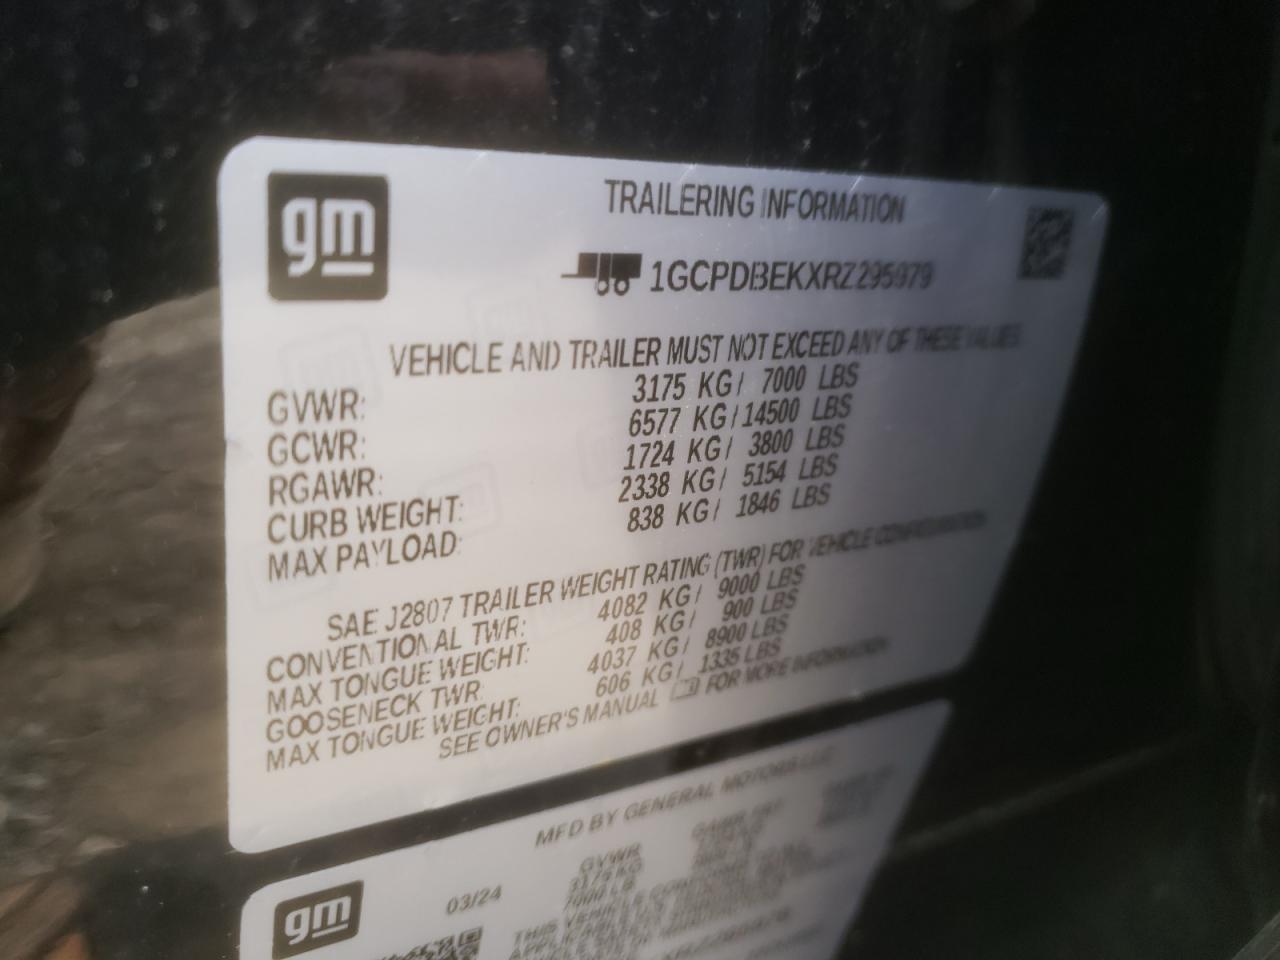 gm
TRAILERING INFORMATION
1GCPDBEKXRZ295979
VEHICLE AND TRAILER MUST NOT EXCEED ANY OF THESE VALUES
GVWR: 3175 KG/ 7000 LBS
GCWR: 6577 KG/14500 LBS
RGAWR: 1724 KG/ 3800 LBS
CURB WEIGHT: 2338 KG/ 5154 LBS
MAX PAYLOAD: 838 KG/ 1846 LBS
SAE J2807 TRAILER WEIGHT RATING (TWR) FOR VEHICLE CONFIGURATION
CONVENTIONAL TWR: 4082 KG/ 9000 LBS
MAX TONGUE WEIGHT: 408 KG/ 900 LBS
GOOSENECK TWR: 4037 KG/ 8900 LBS
MAX TONGUE WEIGHT: 606 KG/ 1335 LBS
SEE OWNER'S MANUAL FOR MORE INFORMATION
MFD BY GENERAL MOTORS LLC
gm
03/24
GVWR
3175 KG
7000 LB
THIS VEHICLE